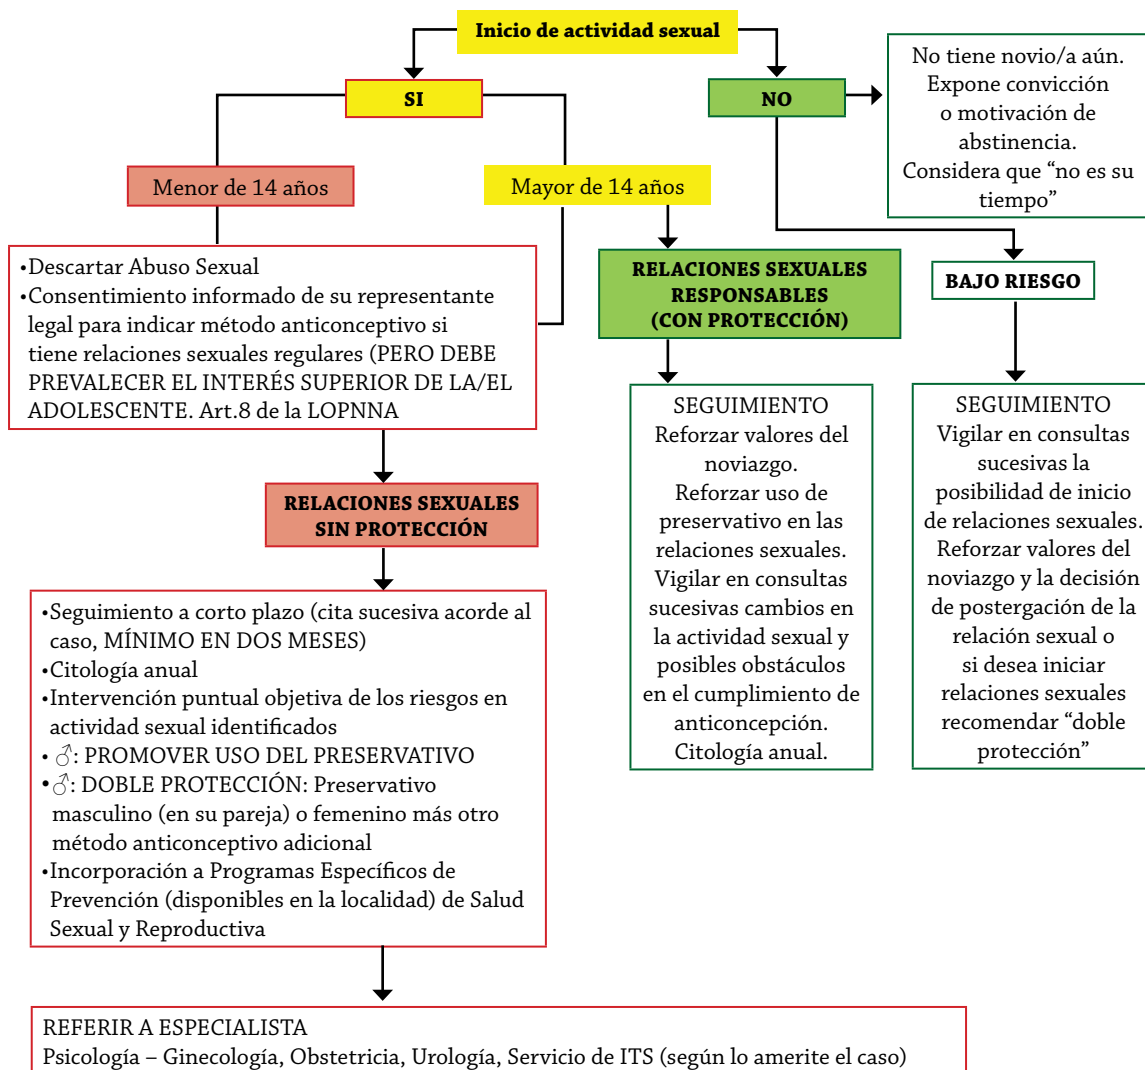 Inicio de actividad sexual
SI
NO
No tiene novio/a aún.
Expone convicción
o motivación de
abstinencia.
Considera que “no es su
tiempo”
Menor de 14 años
Mayor de 14 años
•Descartar Abuso Sexual
•Consentimiento informado de su representante
legal para indicar método anticonceptivo si
tiene relaciones sexuales regulares (PERO DEBE
PREVALECER EL INTERÉS SUPERIOR DE LA/EL
ADOLESCENTE. Art.8 de la LOPNNA
RELACIONES SEXUALES
RESPONSABLES
(CON PROTECCIÓN)
BAJO RIESGO
RELACIONES SEXUALES
SIN PROTECCIÓN
SEGUIMIENTO
Reforzar valores del
noviazgo.
Reforzar uso de
preservativo en las
relaciones sexuales.
Vigilar en consultas
sucesivas cambios en
la actividad sexual y
posibles obstáculos
en el cumplimiento de
anticoncepción.
Citología anual.
SEGUIMIENTO
Vigilar en consultas
sucesivas la
posibilidad de inicio
de relaciones sexuales.
Reforzar valores del
noviazgo y la decisión
de postergación de la
relación sexual o
si desea iniciar
relaciones sexuales
recomendar “doble
protección”
•Seguimiento a corto plazo (cita sucesiva acorde al
caso, MÍNIMO EN DOS MESES)
•Citología anual
•Intervención puntual objetiva de los riesgos en
actividad sexual identificados
• ♂: PROMOVER USO DEL PRESERVATIVO
•♂: DOBLE PROTECCIÓN: Preservativo
masculino (en su pareja) o femenino más otro
método anticonceptivo adicional
•Incorporación a Programas Específicos de
Prevención (disponibles en la localidad) de Salud
Sexual y Reproductiva
REFERIR A ESPECIALISTA
Psicología – Ginecología, Obstetricia, Urología, Servicio de ITS (según lo amerite el caso)